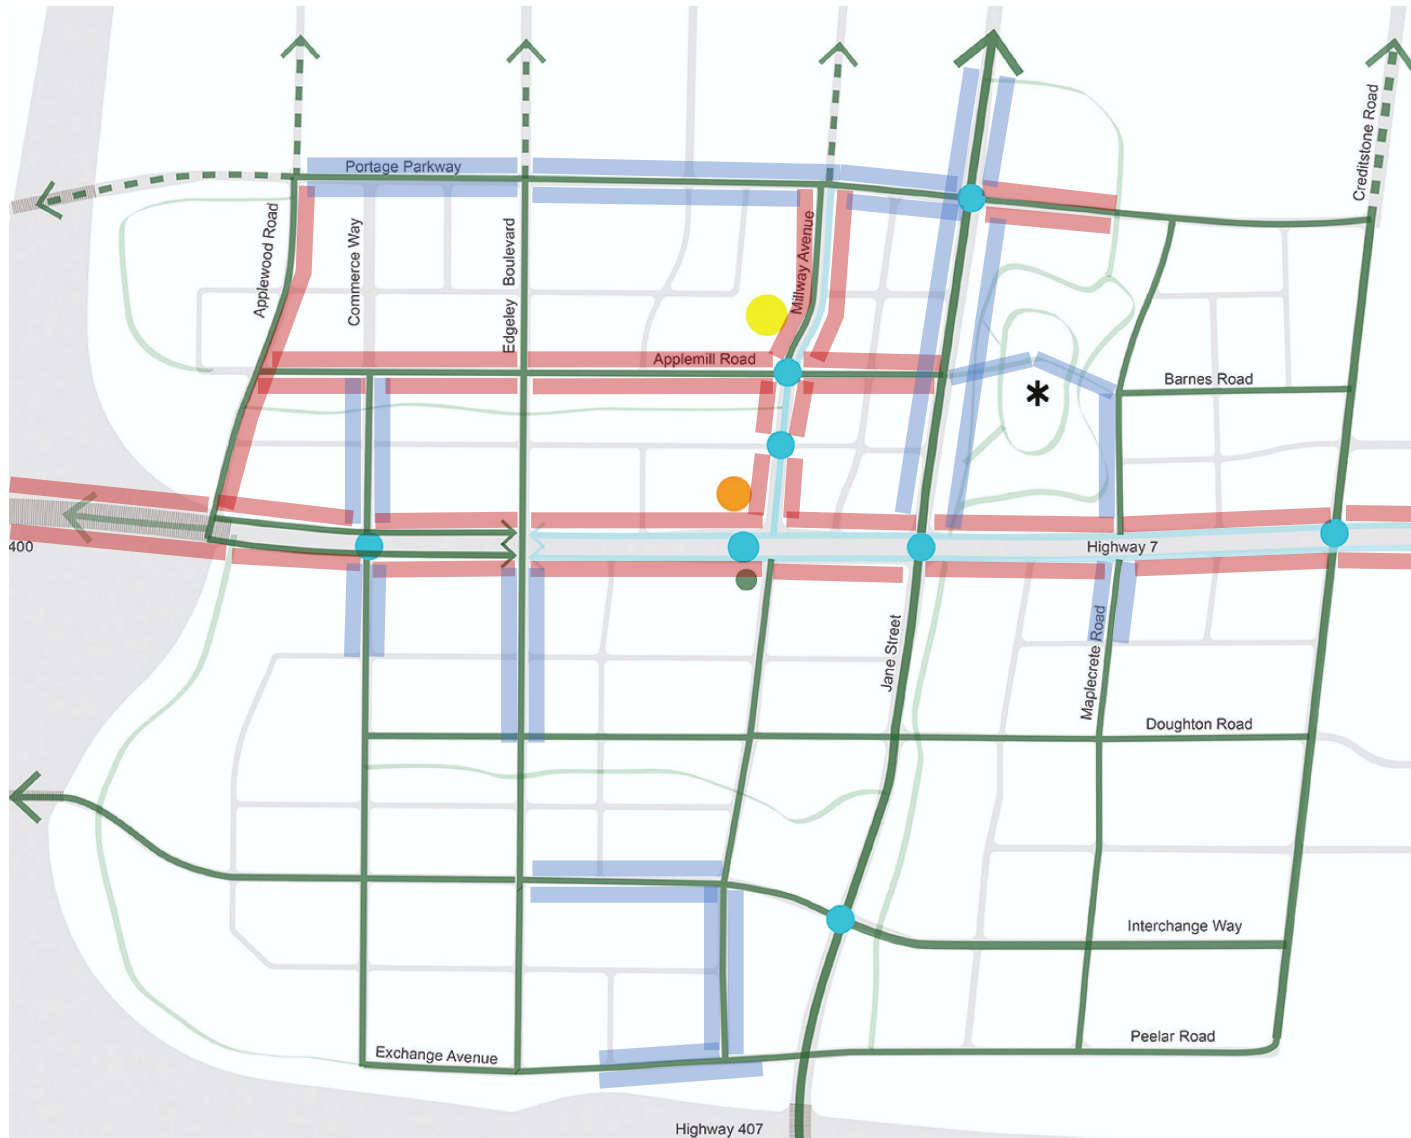 Portage Parkway
Creditstone Road
Applewood Road
Commerce Way
Edgeley Boulevard
Millway Avenue
Applemill Road
Barnes Road
*
400
Highway 7
Jane Street
Maplecrete Road
Doughton Road
Interchange Way
Peelar Road
Exchange Avenue
Highway 407